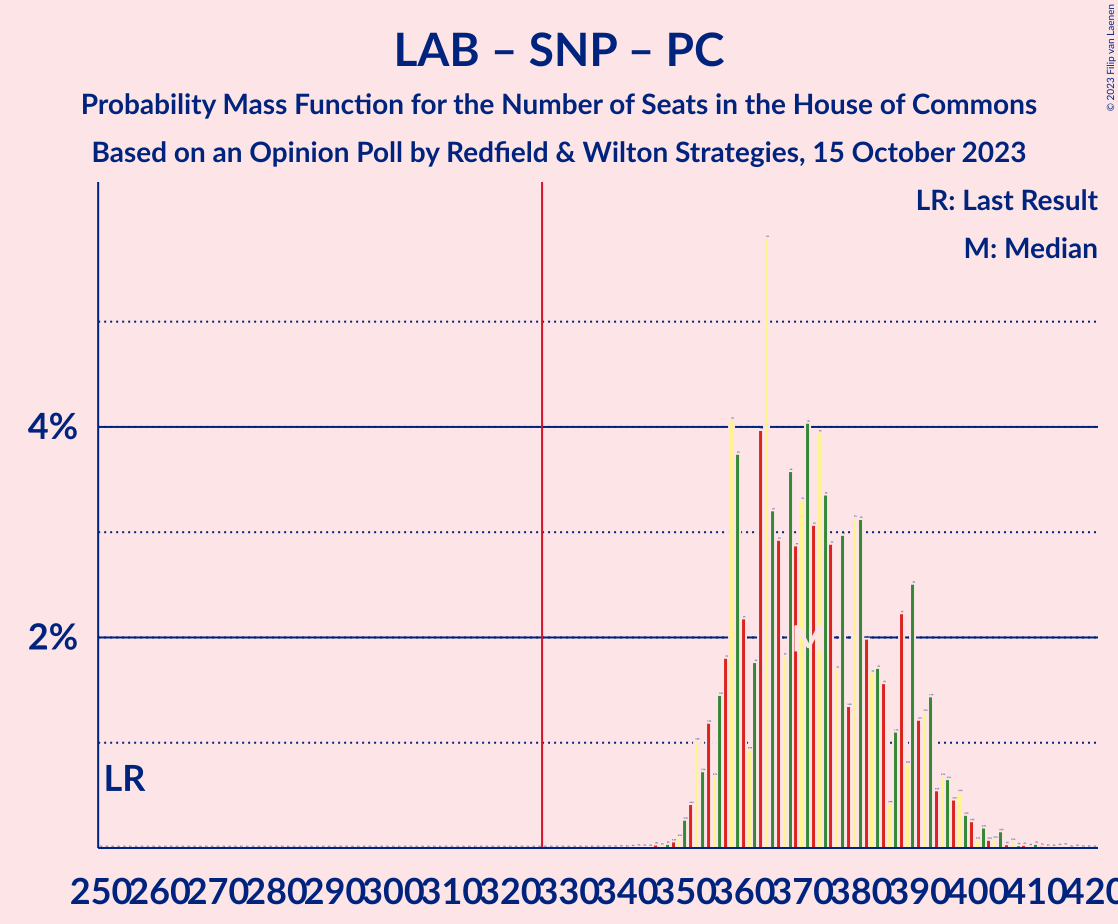 LAB – SNP – PC
Probability Mass Function for the Number of Seats in the House of Commons
Based on an Opinion Poll by Redfield & Wilton Strategies, 15 October 2023
© 2023 Filip van Laenen
LR: Last Result
M: Median
4%
2%
LR
M
250 260 270 280 290 300 310 320 330 340 350 360 370 380 390 400 410 420